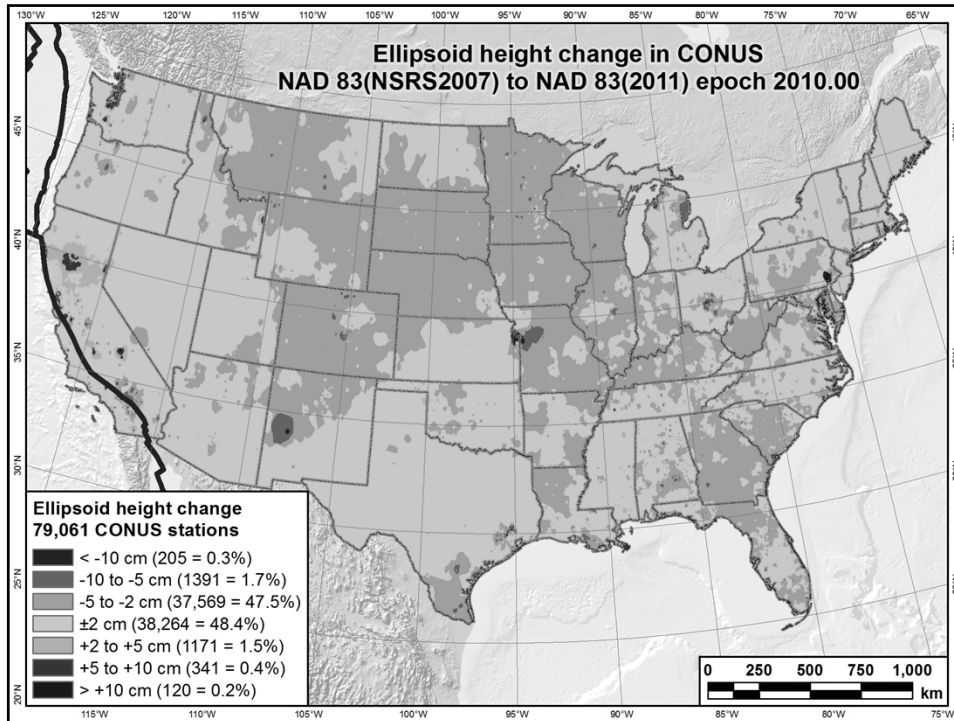 130°W 125°W 120°W 115°W 110°W 105°W 100°W 95°W 90°W 85°W 80°W 75°W 70°W 65°W
Ellipsoid height change in CONUS
NAD 83(NSRS2007) to NAD 83(2011) epoch 2010.00
45°N
40°N
35°N
30°N
25°N
20°N
Ellipsoid height change
79,061 CONUS stations
< -10 cm (205 = 0.3%)
-10 to -5 cm (1391 = 1.7%)
-5 to -2 cm (37,569 = 47.5%)
±2 cm (38,264 = 48.4%)
+2 to +5 cm (1171 = 1.5%)
+5 to +10 cm (341 = 0.4%)
> +10 cm (120 = 0.2%)
0 250 500 750 1,000
km
115°W 110°W 105°W 100°W 95°W 90°W 85°W 80°W 75°W